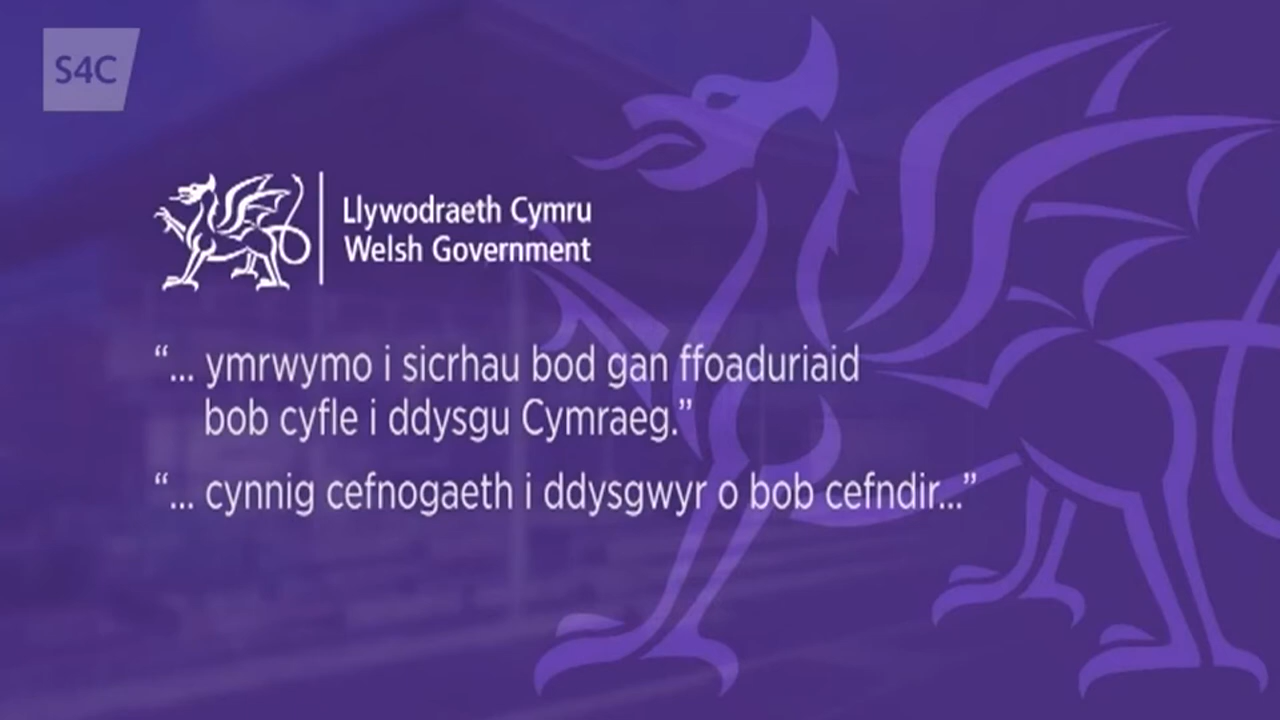 S4C
Llywodraeth Cymru
Welsh Government
“... ymrwymo i sicrhau bod gan ffoaduriaid
bob cyfle i ddysgu Cymraeg.”
“... cynnig cefnogaeth i ddysgwyr o bob cefndir...”